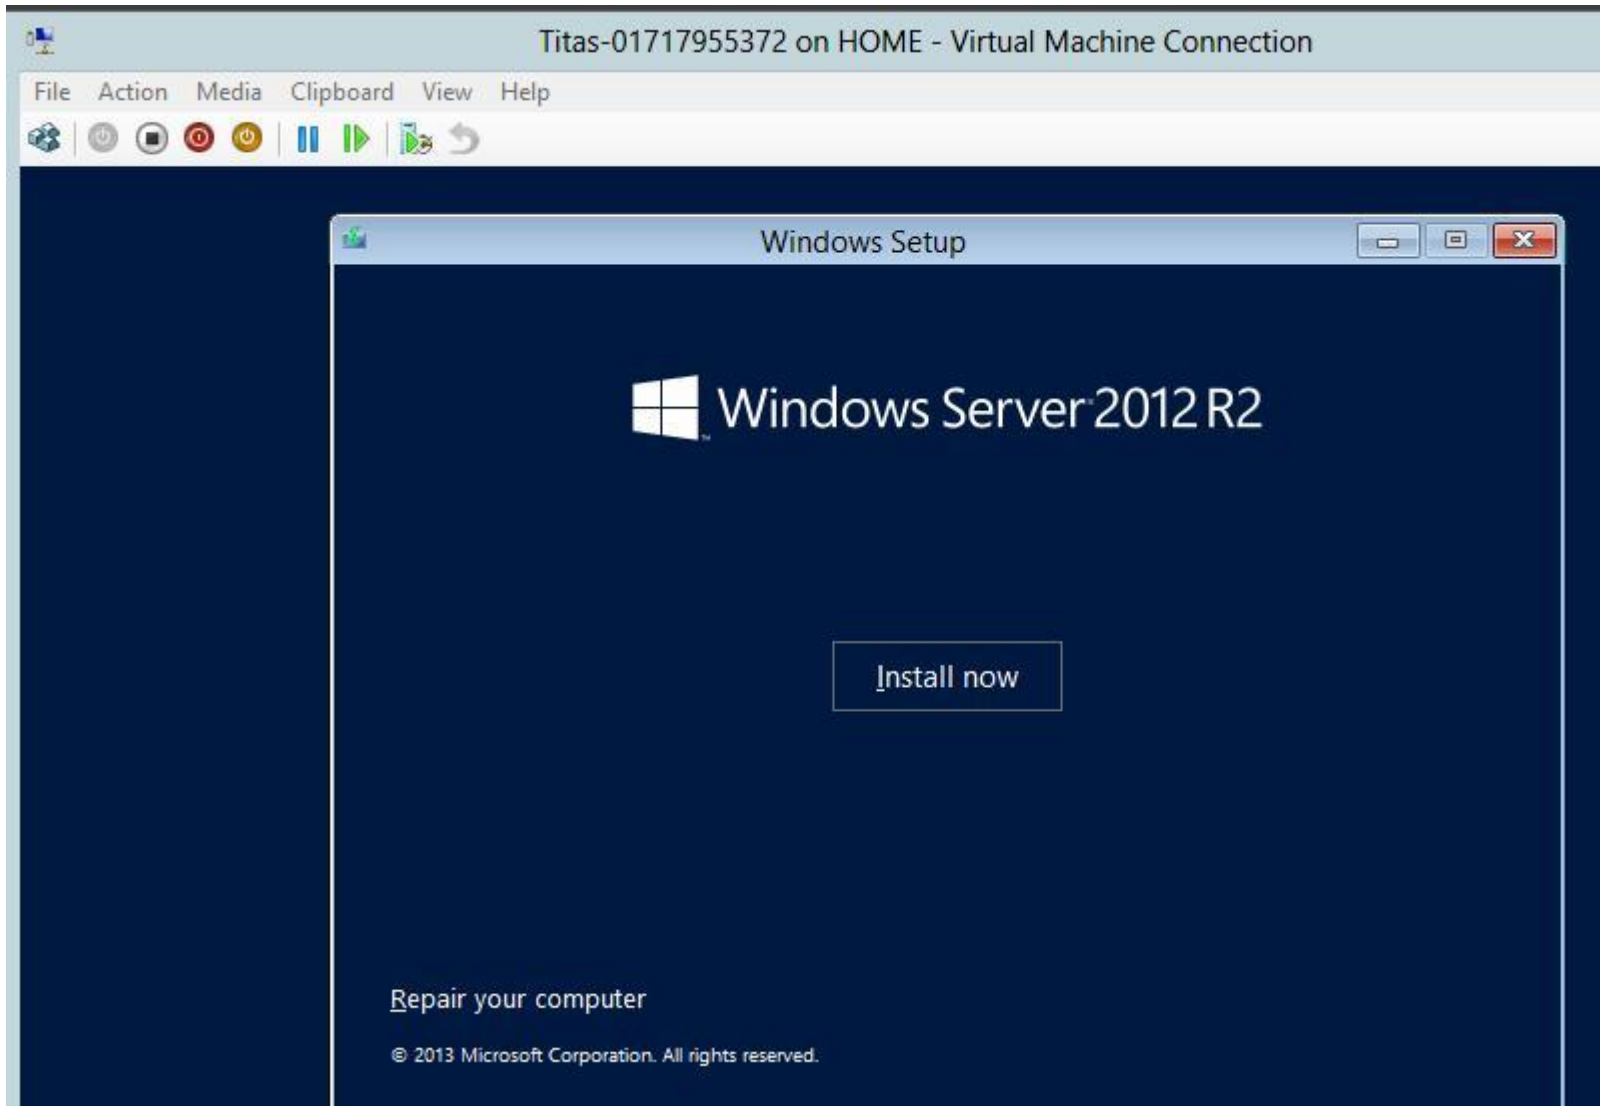 Titas-01717955372 on HOME - Virtual Machine Connection
File Action Media Clipboard View Help
Windows Setup
Windows Server 2012 R2
Install now
Repair your computer
© 2013 Microsoft Corporation. All rights reserved.